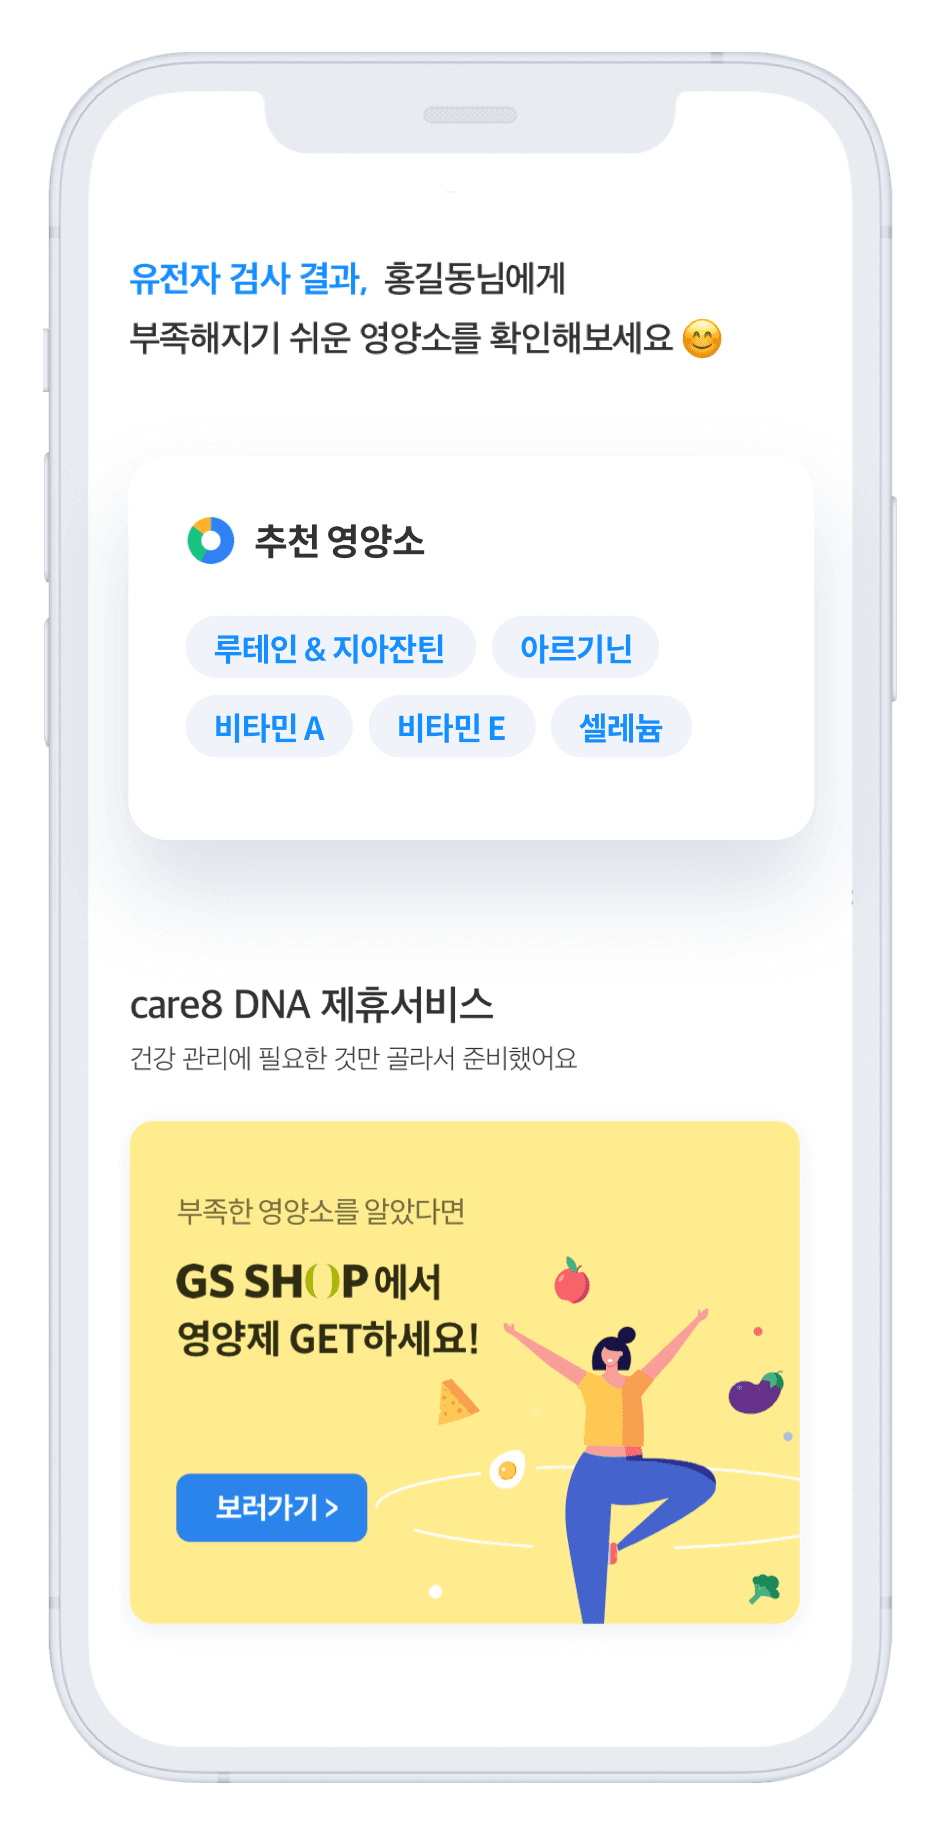 유전자 검사 결과, 홍길동님에게
부족해지기 쉬운 영양소를 확인해보세요 😊
추천 영양소
루테인 & 지아잔틴 아르기닌
비타민 A 비타민 E 셀레늄
care8 DNA 제휴서비스
건강 관리에 필요한 것만 골라서 준비했어요
부족한 영양소를 알았다면
GS SHOP에서
영양제 GET하세요!
보러가기 >